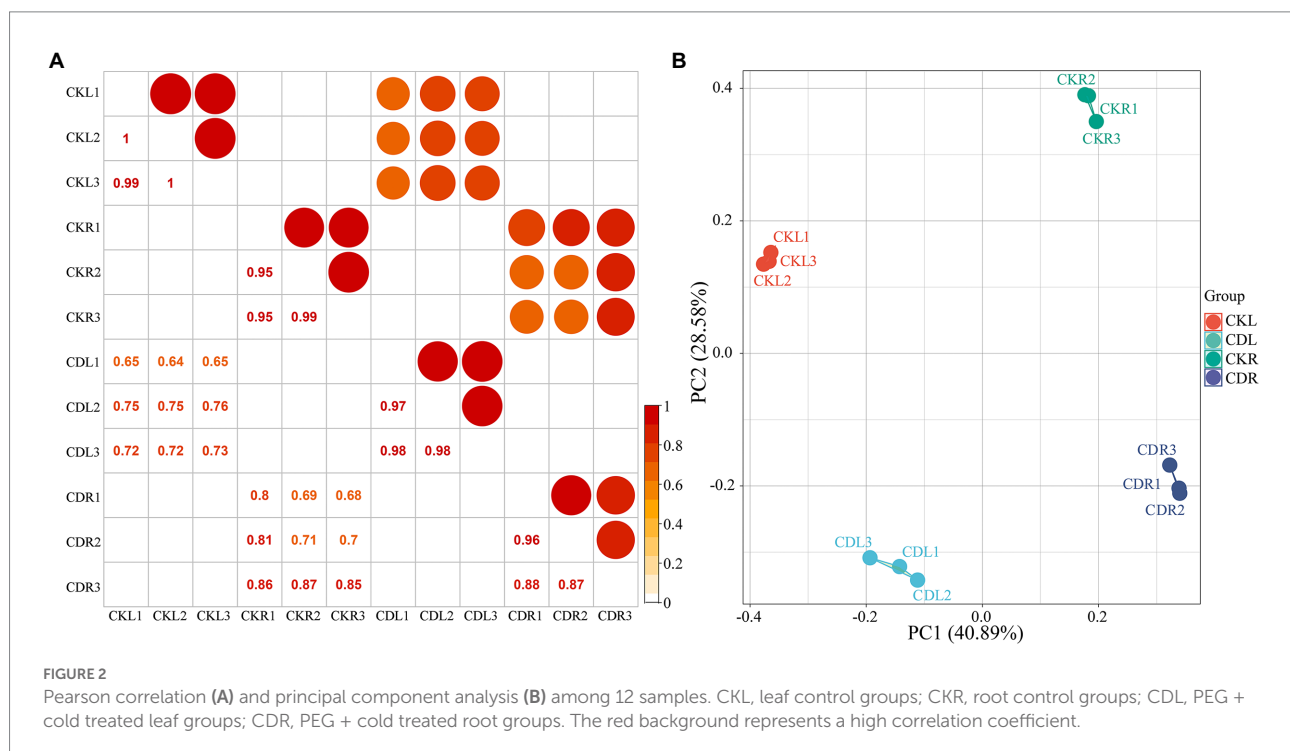 A
CKL1
CKL2
1
CKL3
0.99 1
CKR1
CKR2
0.95
CKR3
0.95 0.99
CDL1
0.65 0.64 0.65
CDL2
0.75 0.75 0.76 0.97
CDL3
0.72 0.72 0.73 0.98 0.98
CDR1
0.8 0.69 0.68
CDR2
0.81 0.71 0.7 0.96
CDR3
0.86 0.87 0.85 0.88 0.87
CKL1 CKL2 CKL3 CKR1 CKR2 CKR3 CDL1 CDL2 CDL3 CDR1 CDR2 CDR3
1
0.8
0.6
0.4
0.2
0
B
PC2 (28.58%)
0.4
0.2
0.0
-0.2
CKR2
CKR1
CKR3
CKL1
CKL3
CKL2
CDR3
CDR1
CDR2
CDL3
CDL1
CDL2
-0.4 -0.2 0.0 0.2
PC1 (40.89%)
Group
CKL
CDL
CKR
CDR
FIGURE 2
Pearson correlation (A) and principal component analysis (B) among 12 samples. CKL, leaf control groups; CKR, root control groups; CDL, PEG +
cold treated leaf groups; CDR, PEG + cold treated root groups. The red background represents a high correlation coefficient.